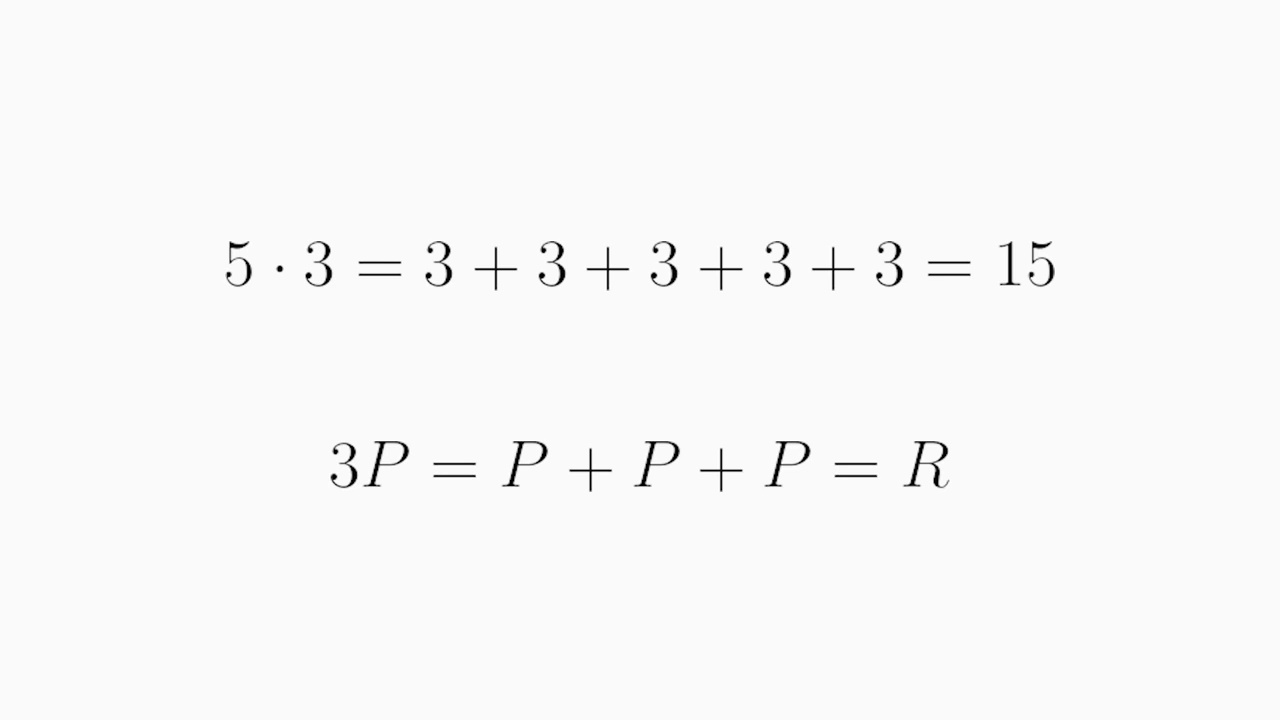 5 · 3 = 3 + 3 + 3 + 3 + 3 = 15
3P = P + P + P = R